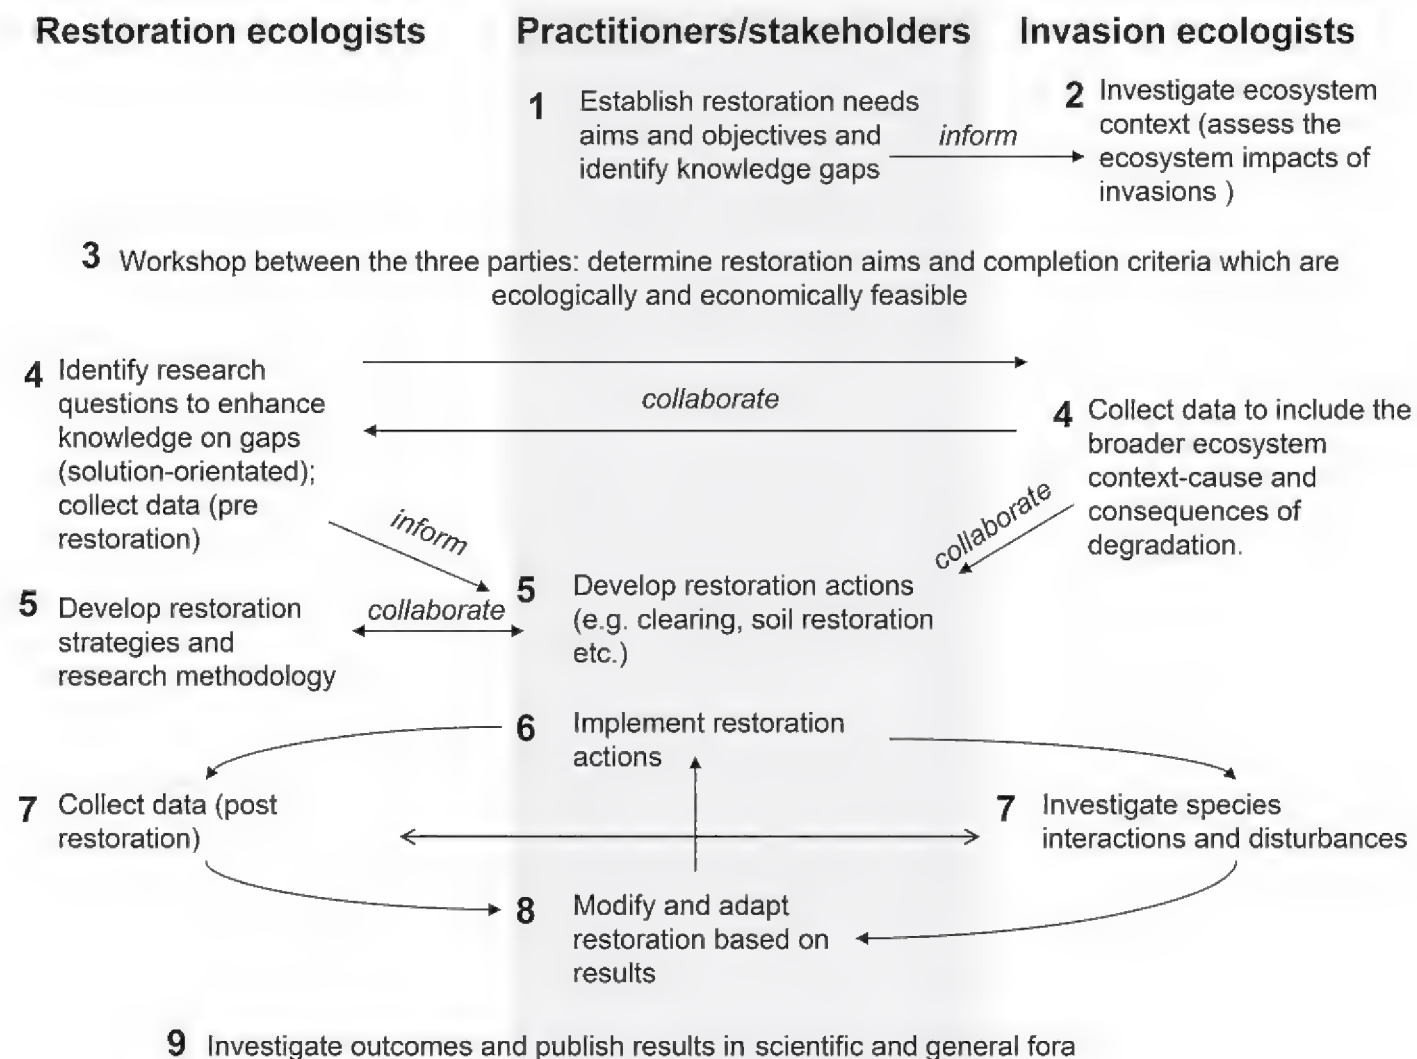 Restoration ecologists
Practitioners/stakeholders
Invasion ecologists
1 Establish restoration needs
aims and objectives and
identify knowledge gaps
inform
2 Investigate ecosystem
context (assess the
ecosystem impacts of
invasions )
3 Workshop between the three parties: determine restoration aims and completion criteria which are
ecologically and economically feasible
4 Identify research
questions to enhance
knowledge on gaps
(solution-orientated);
collect data (pre
restoration)
collaborate
4 Collect data to include the
broader ecosystem
context-cause and
consequences of
degradation.
inform
collaborate
5 Develop restoration
strategies and
research methodology
collaborate
5 Develop restoration actions
(e.g. clearing, soil restoration
etc.)
6 Implement restoration
actions
7 Collect data (post
restoration)
7 Investigate species
interactions and disturbances
8 Modify and adapt
restoration based on
results
9 Investigate outcomes and publish results in scientific and general fora